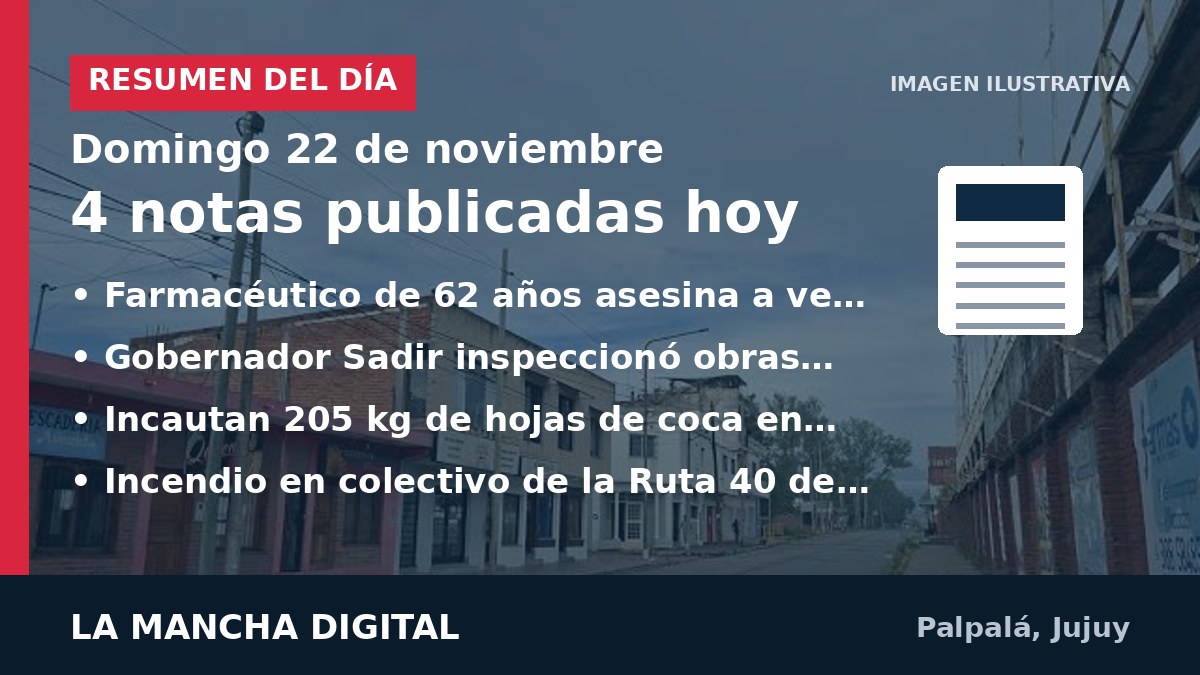 RESUMEN DEL DÍA
IMAGEN ILUSTRATIVA
Domingo 22 de noviembre
4 notas publicadas hoy
• Farmacéutico de 62 años asesina a ve...
• Gobernador Sadir inspeccionó obras...
• Incautan 205 kg de hojas de coca en...
• Incendio en colectivo de la Ruta 40 de...
LA MANCHA DIGITAL
Palpalá, Jujuy